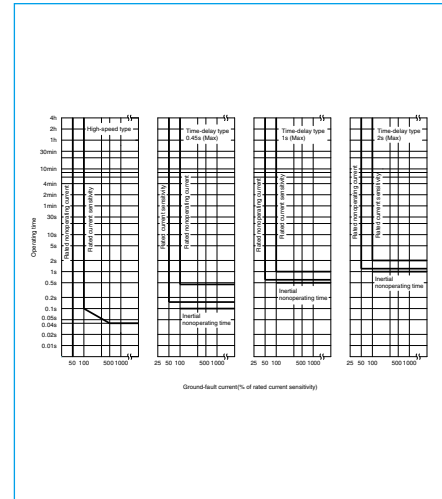 4h
2h
1h
30min
10min
4min
2min
1min
30s
10s
5s
2s
1s
0.5s
0.2s
0.1s
0.05s
0.04s
0.02s
0.01s
Operating time
High-speed type
Rated nonoperating current
Rated current sensitivity
50 100 500 1000
Time-delay type
0.45s (Max)
Rated current sensitivity
Rated nonoperating current
Inertial
nonoperating time
25 50 100 500 1000
Time-delay type
1s (Max)
Rated nonoperating current
Rated current sensitivity
Inertial
nonoperating time
25 50 100 500 1000
Time-delay type
2s (Max)
Rated nonoperating current
Rated current sensitivity
Inertial
nonoperating time
25 50 100 500 1000
Ground-fault current(% of rated current sensitivity)